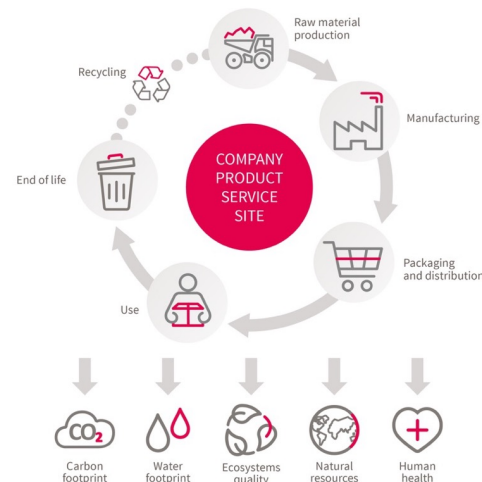 Raw material
production
Recycling
Manufacturing
COMPANY
PRODUCT
SERVICE
SITE
End of life
Packaging
and distribution
Use
CO2
Carbon
footprint
Water
footprint
Ecosystems
quality
Natural
resources
Human
health